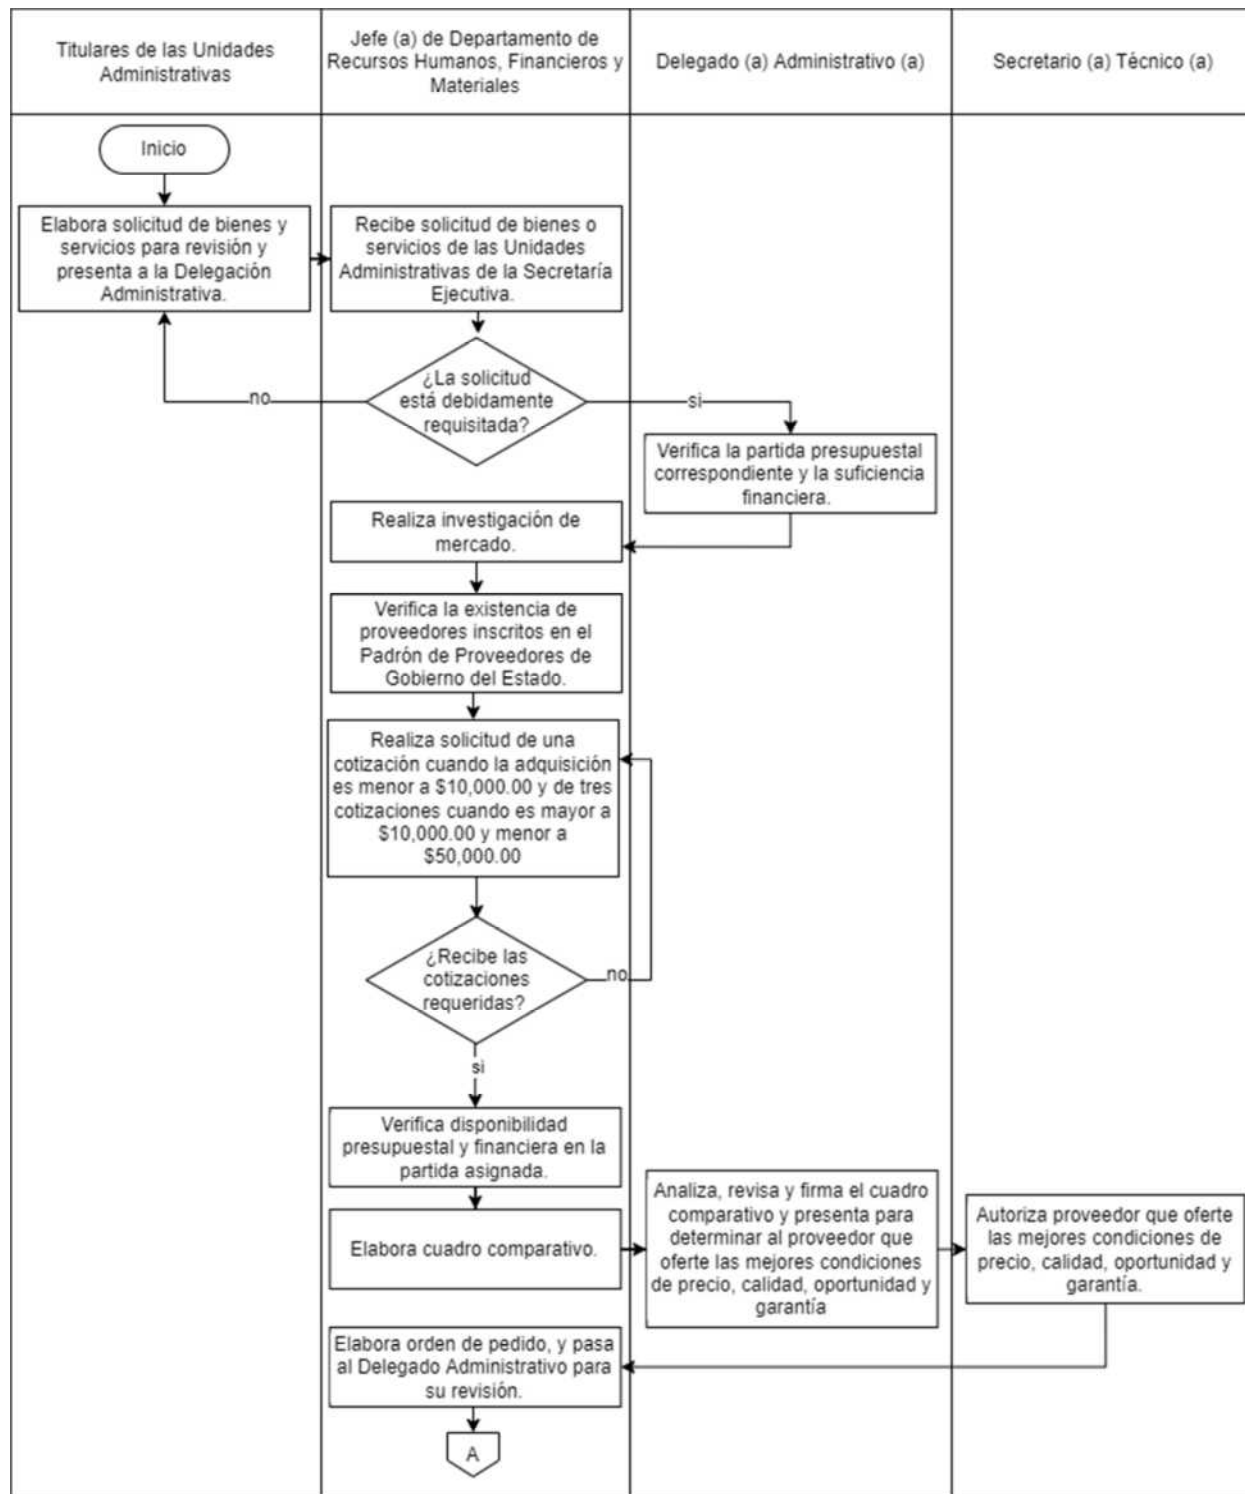 Titulares de las Unidades
Administrativas
Jefe (a) de Departamento de
Recursos Humanos, Financieros y
Materiales
Delegado (a) Administrativo (a)
Secretario (a) Técnico (a)
Inicio
Elabora solicitud de bienes y
servicios para revisión y
presenta a la Delegación
Administrativa.
Recibe solicitud de bienes o
servicios de las Unidades
Administrativas de la Secretaría
Ejecutiva.
¿La solicitud
está debidamente
requisitada?
no
si
Verifica la partida presupuestal
correspondiente y la suficiencia
financiera.
Realiza investigación de
mercado.
Verifica la existencia de
proveedores inscritos en el
Padrón de Proveedores de
Gobierno del Estado.
Realiza solicitud de una
cotización cuando la adquisición
es menor a $10,000.00 y de tres
cotizaciones cuando es mayor a
$10,000.00 y menor a
$50,000.00
¿Recibe las
cotizaciones
requeridas?
no
si
Verifica disponibilidad
presupuestal y financiera en la
partida asignada.
Elabora cuadro comparativo.
Analiza, revisa y firma el cuadro
comparativo y presenta para
determinar al proveedor que
oferte las mejores condiciones
de precio, calidad, oportunidad y
garantía
Autoriza proveedor que oferte
las mejores condiciones de
precio, calidad, oportunidad y
garantía.
Elabora orden de pedido, y pasa
al Delegado Administrativo para
su revisión.
A